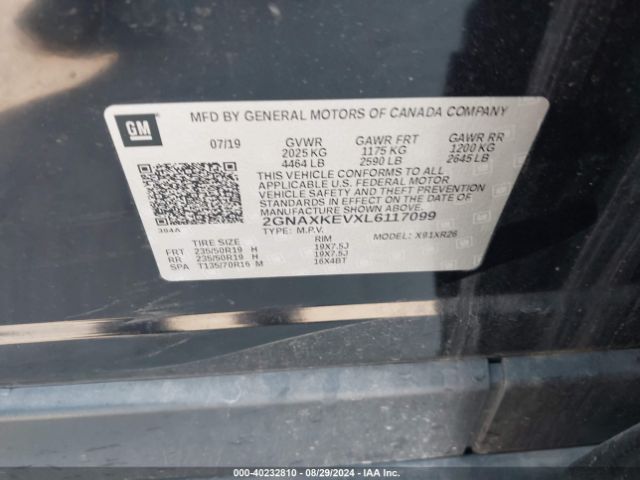 MFD BY GENERAL MOTORS OF CANADA COMPANY
GM
07/19 GVWR GAWR FRT GAWR RR
2025 KG 1175 KG 1200 KG
4464 LB 2590 LB 2645 LB
THIS VEHICLE CONFORMS TO ALL
APPLICABLE U.S. FEDERAL MOTOR
VEHICLE SAFETY AND THEFT PREVENTION
STANDARDS IN EFFECT ON THE DATE OF
MANUFACTURE SHOWN ABOVE.
394A 2GNAXKEVXL6117099
TYPE: M.P.V. MODEL: X91XR26
TIRE SIZE RIM
FRT 235/50R19 H 19X7.5J
RR 235/50R19 H 19X7.5J
SPA T135/70R16 M 16X4BT
000-40232810 - 08/29/2024 - IAA Inc.